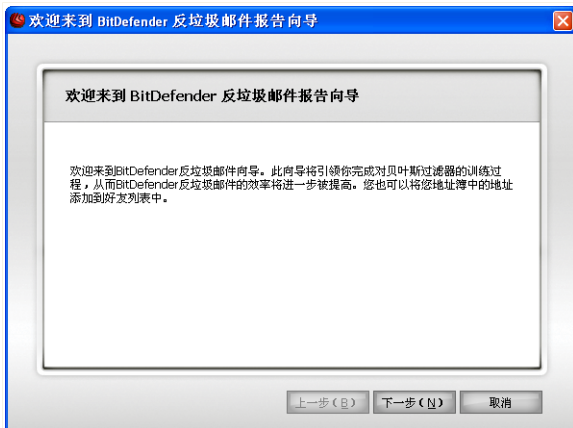 欢迎来到 BitDefender 反垃圾邮件报告向导
欢迎来到 BitDefender 反垃圾邮件报告向导
欢迎来到BitDefender反垃圾邮件向导。此向导将引领你完成对贝叶斯过滤器的训练过
程，从而BitDefender反垃圾邮件的效率将进一步被提高。您也可以将您地址簿中的地址
添加到好友列表中。
上一步(B) 下一步(N) 取消